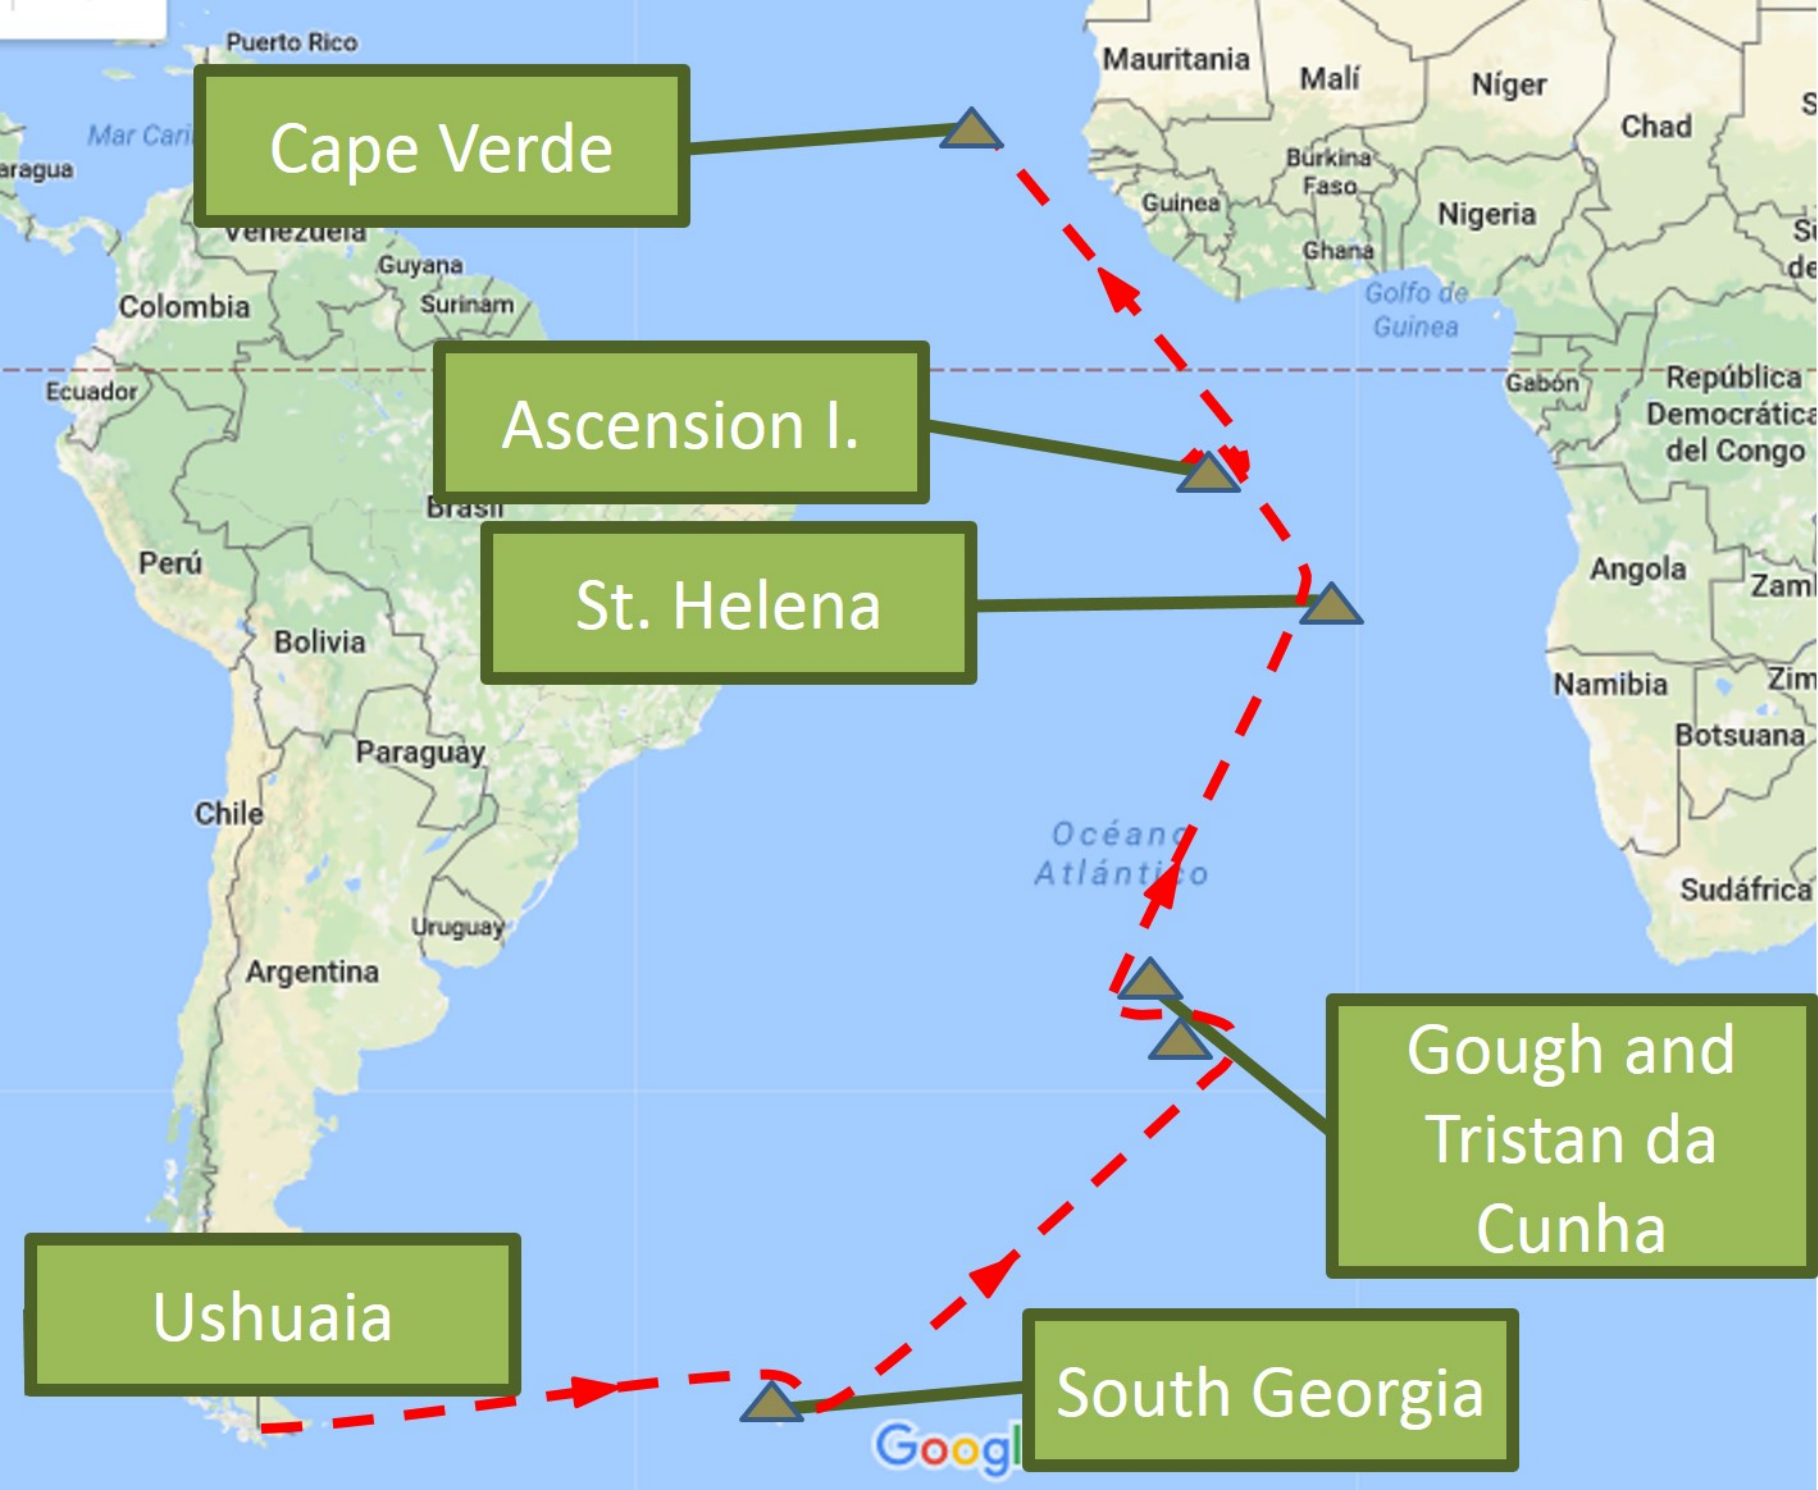 Puerto Rico
Mauritania
Malí
Níger
Chad
Cape Verde
Mar Cari
aragua
Burkina
Faso
Guinea
Nigeria
Venezuela
Ghana
Guyana
Colombia
Surinam
Golfo de
Guinea
Ecuador
Gabón
República
Democrática
del Congo
Ascension I.
Brasil
Perú
Angola
Zam
St. Helena
Bolivia
Namibia
Zim
Botsuana
Paraguay
Chile
Océano
Atlántico
Sudáfrica
Uruguay
Argentina
Gough and
Tristan da
Cunha
Ushuaia
South Georgia
Googl